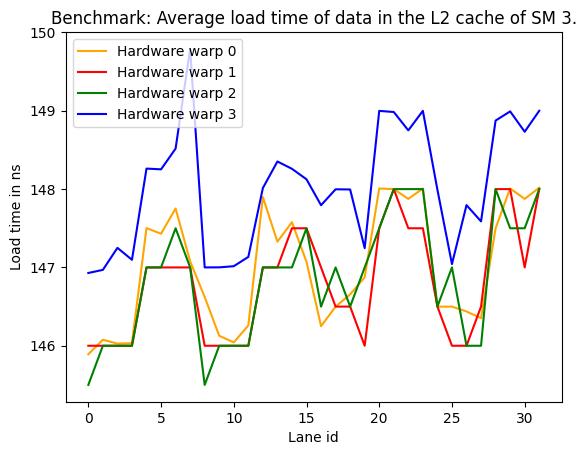 Benchmark: Average load time of data in the L2 cache of SM 3.
150
149
148
147
146
Load time in ns
Hardware warp 0
Hardware warp 1
Hardware warp 2
Hardware warp 3
0 5 10 15 20 25 30
Lane id